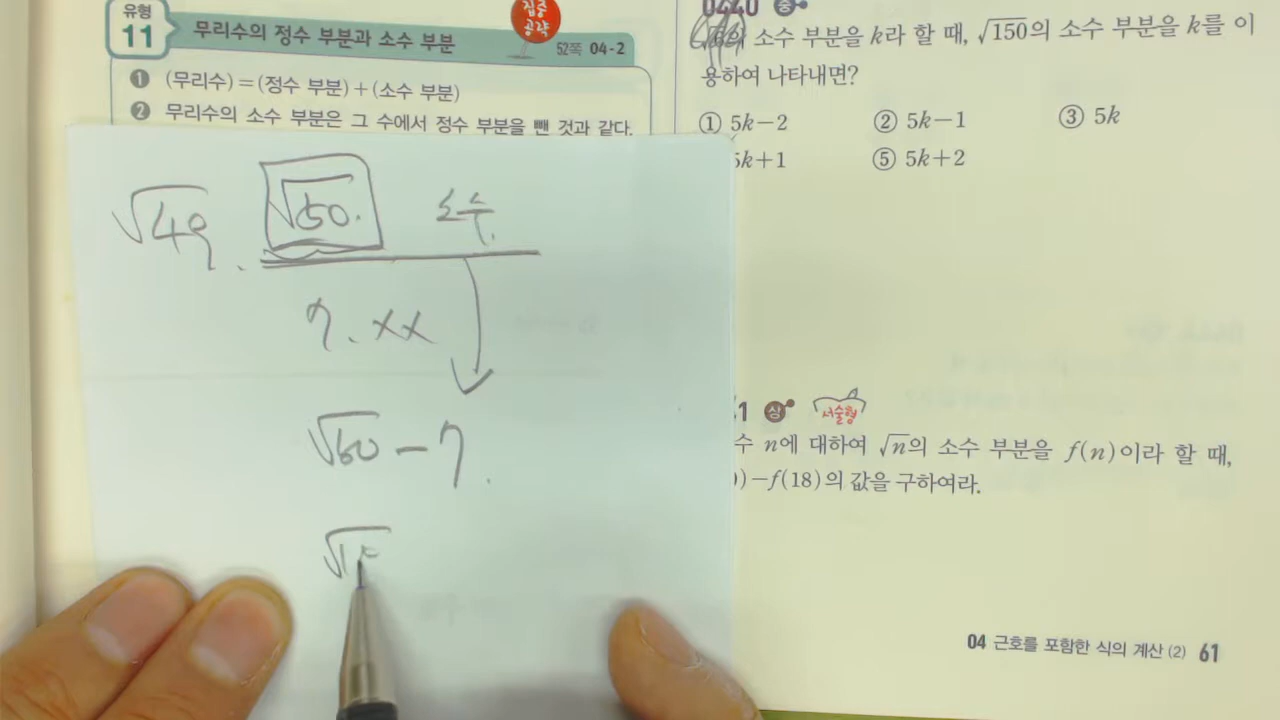 유형 11 무리수의 정수 부분과 소수 부분 집중 공략 52쪽 04-2
❶ (무리수)=(정수 부분)+(소수 부분)
❷ 무리수의 소수 부분은 그 수에서 정수 부분을 뺀 것과 같다.
√49. √50. 소수.
7.××
√50-7.
0440 중
소수 부분을 k라 할 때, √150의 소수 부분을 k를 이
용하여 나타내면?
① 5k-2 ② 5k-1 ③ 5k
5k+1 ⑤ 5k+2
1 상 서술형
수 n에 대하여 √n의 소수 부분을 f(n)이라 할 때,
)-f(18)의 값을 구하여라.
04 근호를 포함한 식의 계산 (2) 61